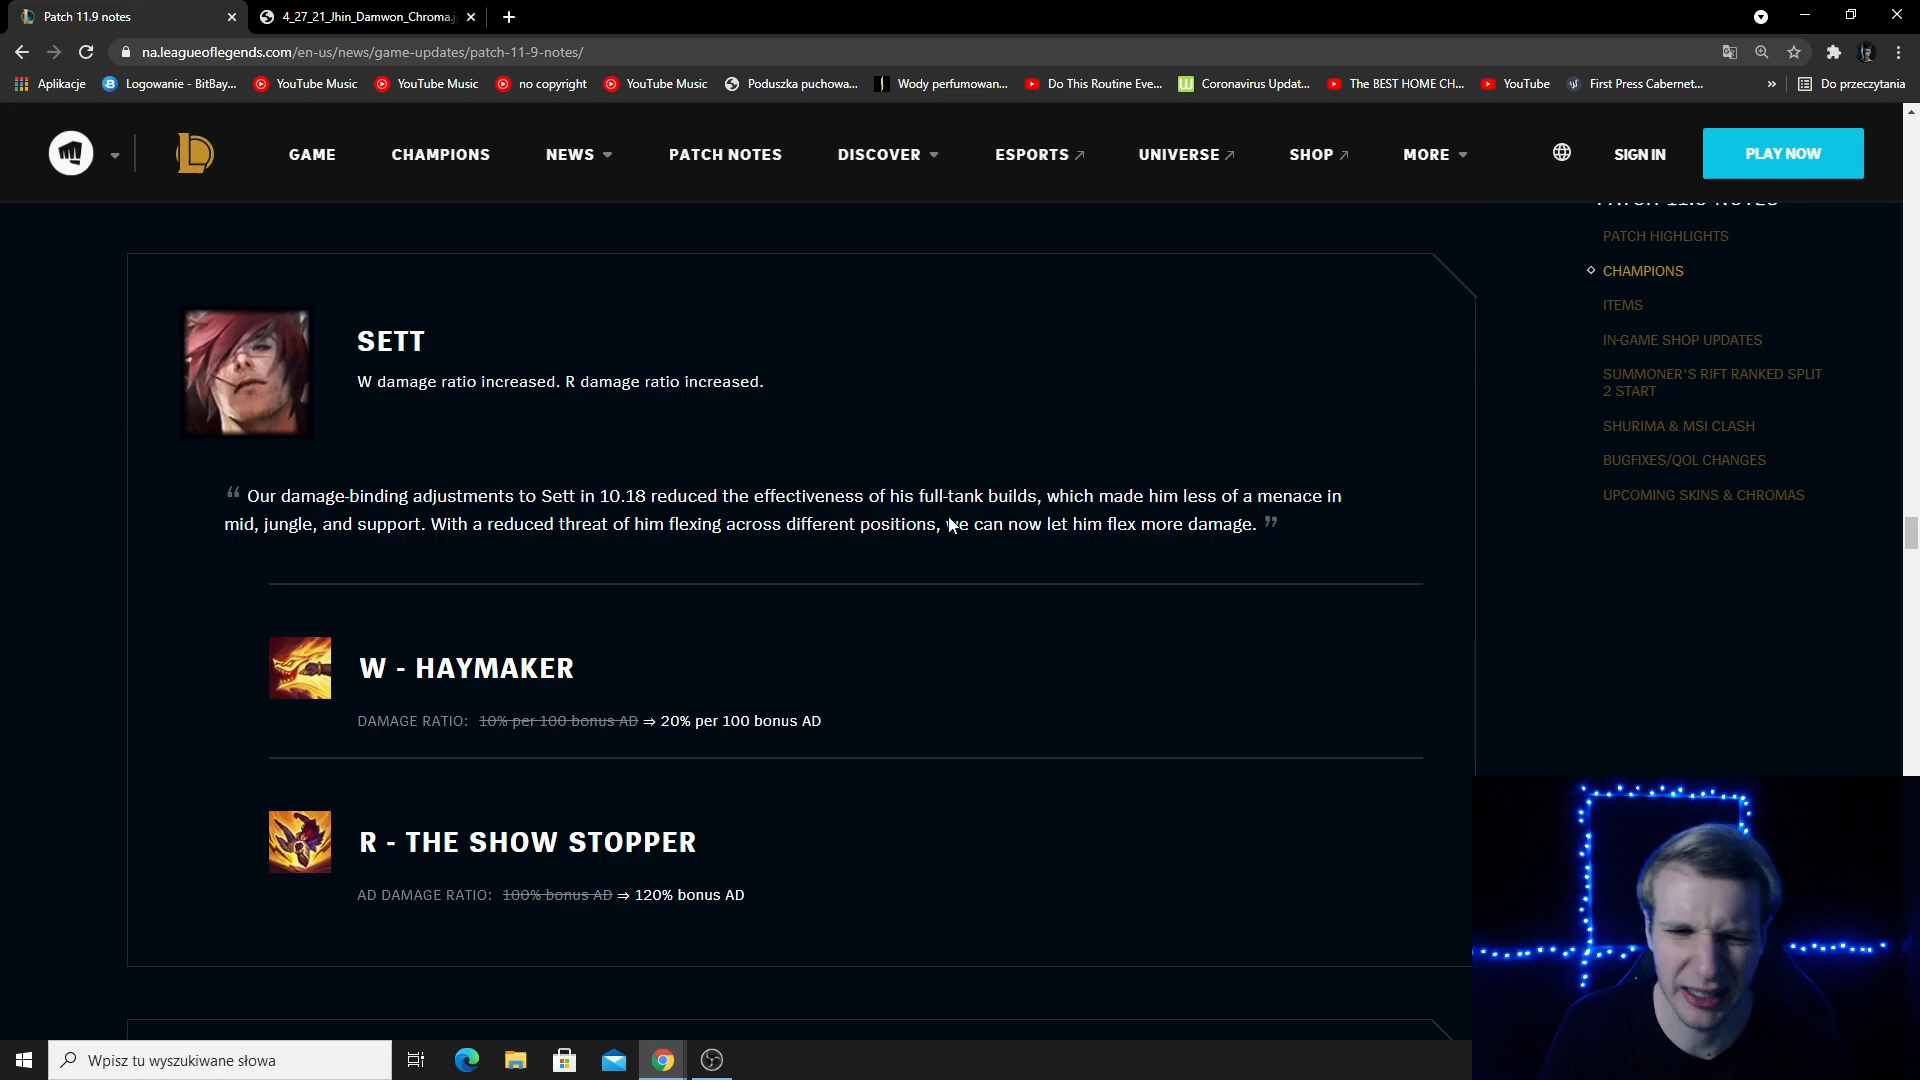 Patch 11.9 notes
4_27_21_Jhin_Damwon_Chroma.j
na.leagueoflegends.com/en-us/news/game-updates/patch-11-9-notes/
Aplikacje
Logowanie - BitBay...
YouTube Music
YouTube Music
no copyright
YouTube Music
Poduszka puchowa...
Wody perfumowan...
Do This Routine Eve...
Coronavirus Updat...
The BEST HOME CH...
YouTube
First Press Cabernet...
»
Do przeczytania
GAME
CHAMPIONS
NEWS
PATCH NOTES
DISCOVER
ESPORTS
UNIVERSE
SHOP
MORE
SIGN IN
PLAY NOW
PATCH 11.9 NOTES
PATCH HIGHLIGHTS
CHAMPIONS
ITEMS
IN-GAME SHOP UPDATES
SUMMONER'S RIFT RANKED SPLIT
2 START
SHURIMA & MSI CLASH
BUGFIXES/QOL CHANGES
UPCOMING SKINS & CHROMAS
SETT
W damage ratio increased. R damage ratio increased.
“ Our damage-binding adjustments to Sett in 10.18 reduced the effectiveness of his full-tank builds, which made him less of a menace in
mid, jungle, and support. With a reduced threat of him flexing across different positions, we can now let him flex more damage. ”
W - HAYMAKER
DAMAGE RATIO: 10% per 100 bonus AD ⇒ 20% per 100 bonus AD
R - THE SHOW STOPPER
AD DAMAGE RATIO: 100% bonus AD ⇒ 120% bonus AD
Wpisz tu wyszukiwane słowa